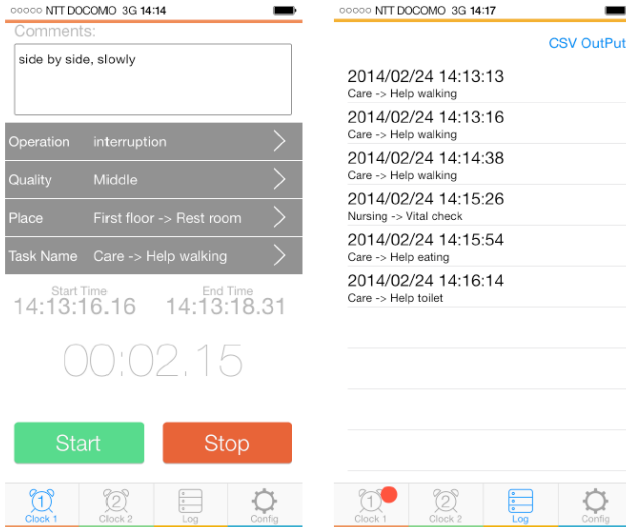 NTT DOCOMO 3G 14:14
Comments:
side by side, slowly
Operation interruption
Quality Middle
Place First floor -> Rest room
Task Name Care -> Help walking
Start Time End Time
14:13:16.16 14:13:18.31
00:02.15
Start Stop
1 2
Clock 1 Clock 2 Log Config
NTT DOCOMO 3G 14:17
CSV OutPut
2014/02/24 14:13:13
Care -> Help walking
2014/02/24 14:13:16
Care -> Help walking
2014/02/24 14:14:38
Care -> Help walking
2014/02/24 14:15:26
Nursing -> Vital check
2014/02/24 14:15:54
Care -> Help eating
2014/02/24 14:16:14
Care -> Help toilet
1 2
Clock 1 Clock 2 Log Config